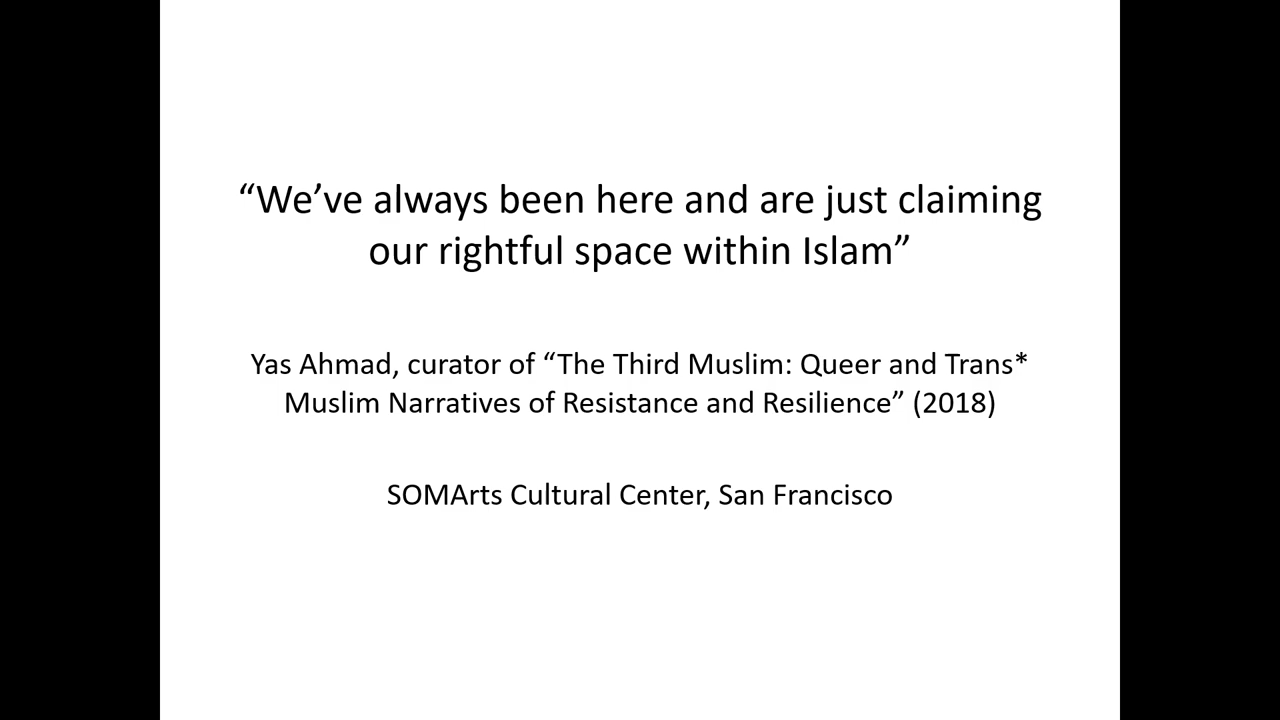 “We’ve always been here and are just claiming
our rightful space within Islam”
Yas Ahmad, curator of “The Third Muslim: Queer and Trans*
Muslim Narratives of Resistance and Resilience” (2018)
SOMArts Cultural Center, San Francisco